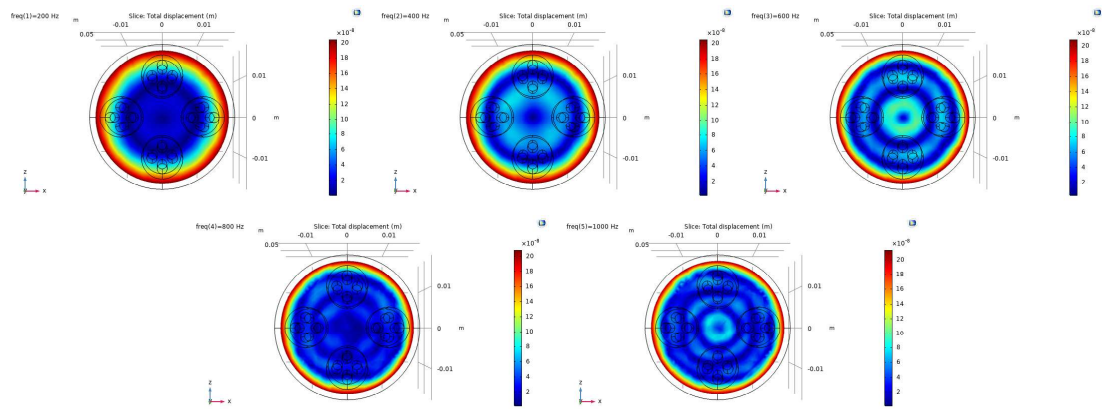 freq(1)=200 Hz
m
Slice: Total displacement (m)
-0.01 0 0.01
0.05
×10⁻⁸
20
18
16
14
12
10
8
6
4
2
0.01
0
m
-0.01
z
x
freq(2)=400 Hz
m
Slice: Total displacement (m)
-0.01 0 0.01
0.05
×10⁻⁸
20
18
16
14
12
10
8
6
4
2
0.01
0
m
-0.01
z
x
freq(3)=600 Hz
m
Slice: Total displacement (m)
-0.01 0 0.01
0.05
×10⁻⁸
20
18
16
14
12
10
8
6
4
2
0.01
0
m
-0.01
z
x
freq(4)=800 Hz
m
Slice: Total displacement (m)
-0.01 0 0.01
0.05
×10⁻⁸
20
18
16
14
12
10
8
6
4
2
0.01
0
m
-0.01
z
x
freq(5)=1000 Hz
m
Slice: Total displacement (m)
-0.01 0 0.01
0.05
×10⁻⁸
20
18
16
14
12
10
8
6
4
2
0.01
0
m
-0.01
z
x